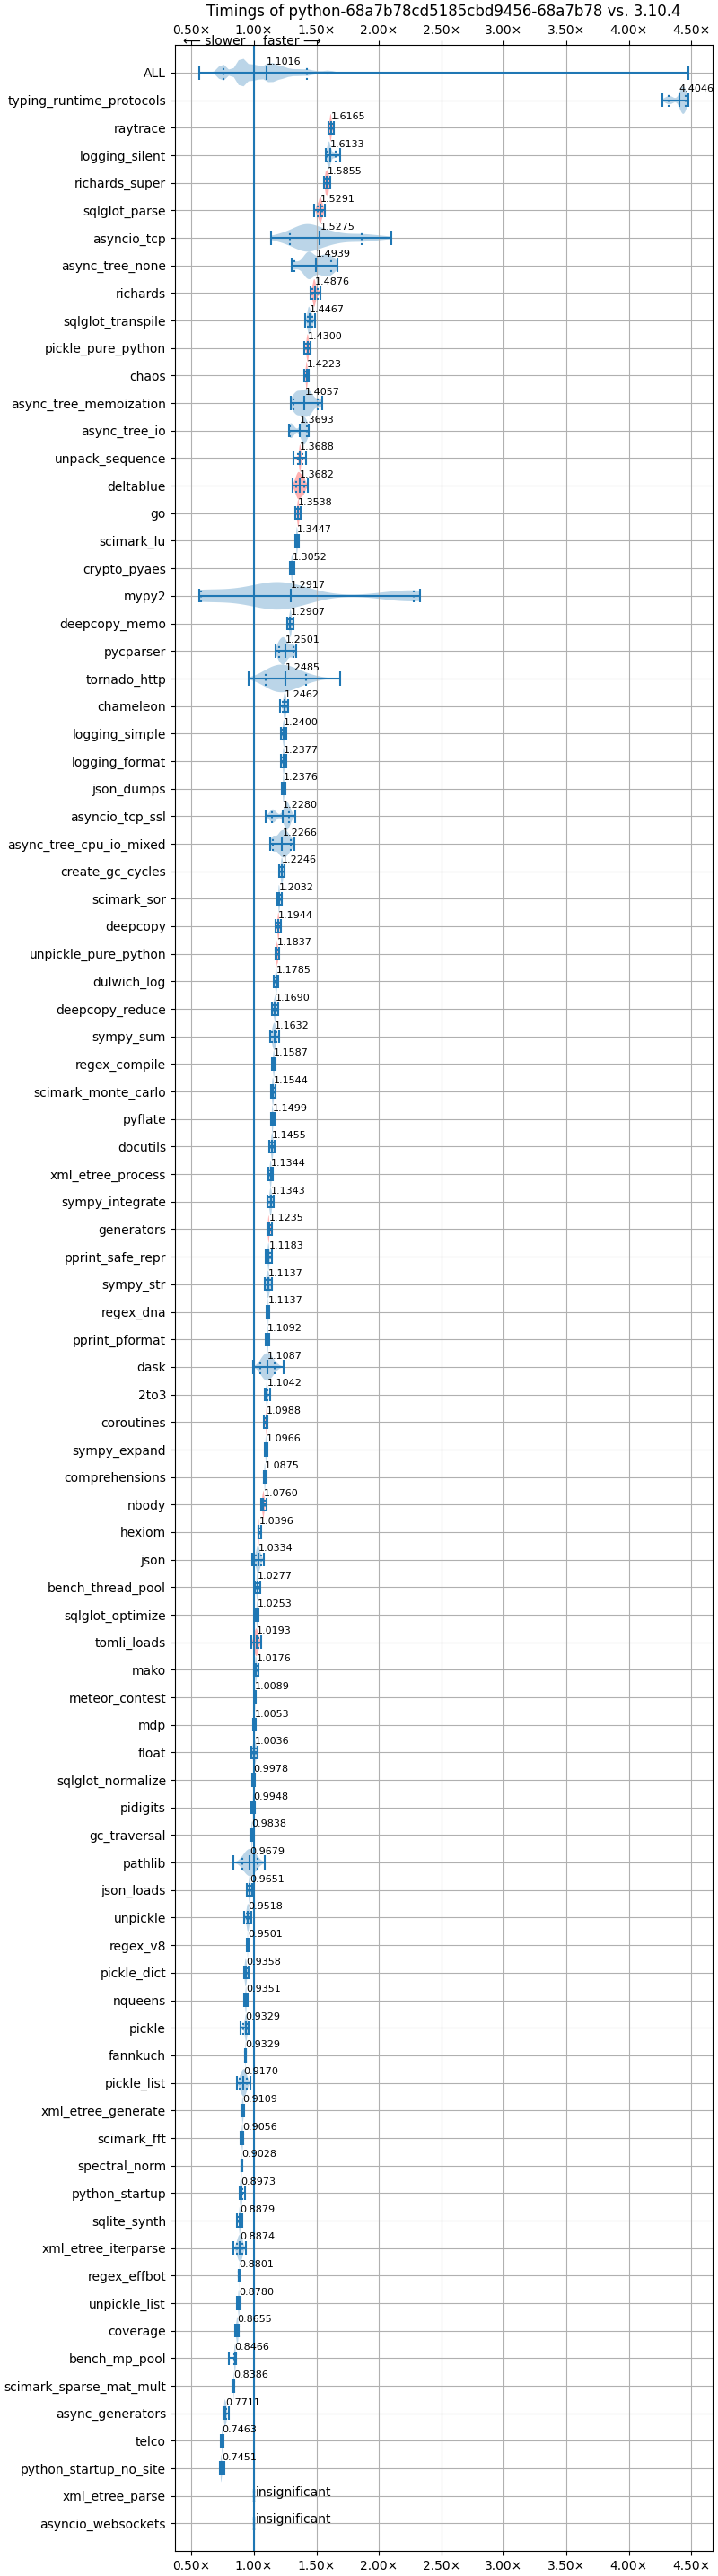 Timings of python-68a7b78cd5185cbd9456-68a7b78 vs. 3.10.4
0.50× 1.00× 1.50× 2.00× 2.50× 3.00× 3.50× 4.00× 4.50×
⟵ slower faster ⟶
ALL 1.1016
typing_runtime_protocols 4.4046
raytrace 1.6165
logging_silent 1.6133
richards_super 1.5855
sqlglot_parse 1.5291
asyncio_tcp 1.5275
async_tree_none 1.4939
richards 1.4876
sqlglot_transpile 1.4467
pickle_pure_python 1.4300
chaos 1.4223
async_tree_memoization 1.4057
async_tree_io 1.3693
unpack_sequence 1.3688
deltablue 1.3682
go 1.3538
scimark_lu 1.3447
crypto_pyaes 1.3052
mypy2 1.2917
deepcopy_memo 1.2907
pycparser 1.2501
tornado_http 1.2485
chameleon 1.2462
logging_simple 1.2400
logging_format 1.2377
json_dumps 1.2376
asyncio_tcp_ssl 1.2280
async_tree_cpu_io_mixed 1.2266
create_gc_cycles 1.2246
scimark_sor 1.2032
deepcopy 1.1944
unpickle_pure_python 1.1837
dulwich_log 1.1785
deepcopy_reduce 1.1690
sympy_sum 1.1632
regex_compile 1.1587
scimark_monte_carlo 1.1544
pyflate 1.1499
docutils 1.1455
xml_etree_process 1.1344
sympy_integrate 1.1343
generators 1.1235
pprint_safe_repr 1.1183
sympy_str 1.1137
regex_dna 1.1137
pprint_pformat 1.1092
dask 1.1087
2to3 1.1042
coroutines 1.0988
sympy_expand 1.0966
comprehensions 1.0875
nbody 1.0760
hexiom 1.0396
json 1.0334
bench_thread_pool 1.0277
sqlglot_optimize 1.0253
tomli_loads 1.0193
mako 1.0176
meteor_contest 1.0089
mdp 1.0053
float 1.0036
sqlglot_normalize 0.9978
pidigits 0.9948
gc_traversal 0.9838
pathlib 0.9679
json_loads 0.9651
unpickle 0.9518
regex_v8 0.9501
pickle_dict 0.9358
nqueens 0.9351
pickle 0.9329
fannkuch 0.9329
pickle_list 0.9170
xml_etree_generate 0.9109
scimark_fft 0.9056
spectral_norm 0.9028
python_startup 0.8973
sqlite_synth 0.8879
xml_etree_iterparse 0.8874
regex_effbot 0.8801
unpickle_list 0.8780
coverage 0.8655
bench_mp_pool 0.8466
scimark_sparse_mat_mult 0.8386
async_generators 0.7711
telco 0.7463
python_startup_no_site 0.7451
xml_etree_parse insignificant
asyncio_websockets insignificant
0.50× 1.00× 1.50× 2.00× 2.50× 3.00× 3.50× 4.00× 4.50×